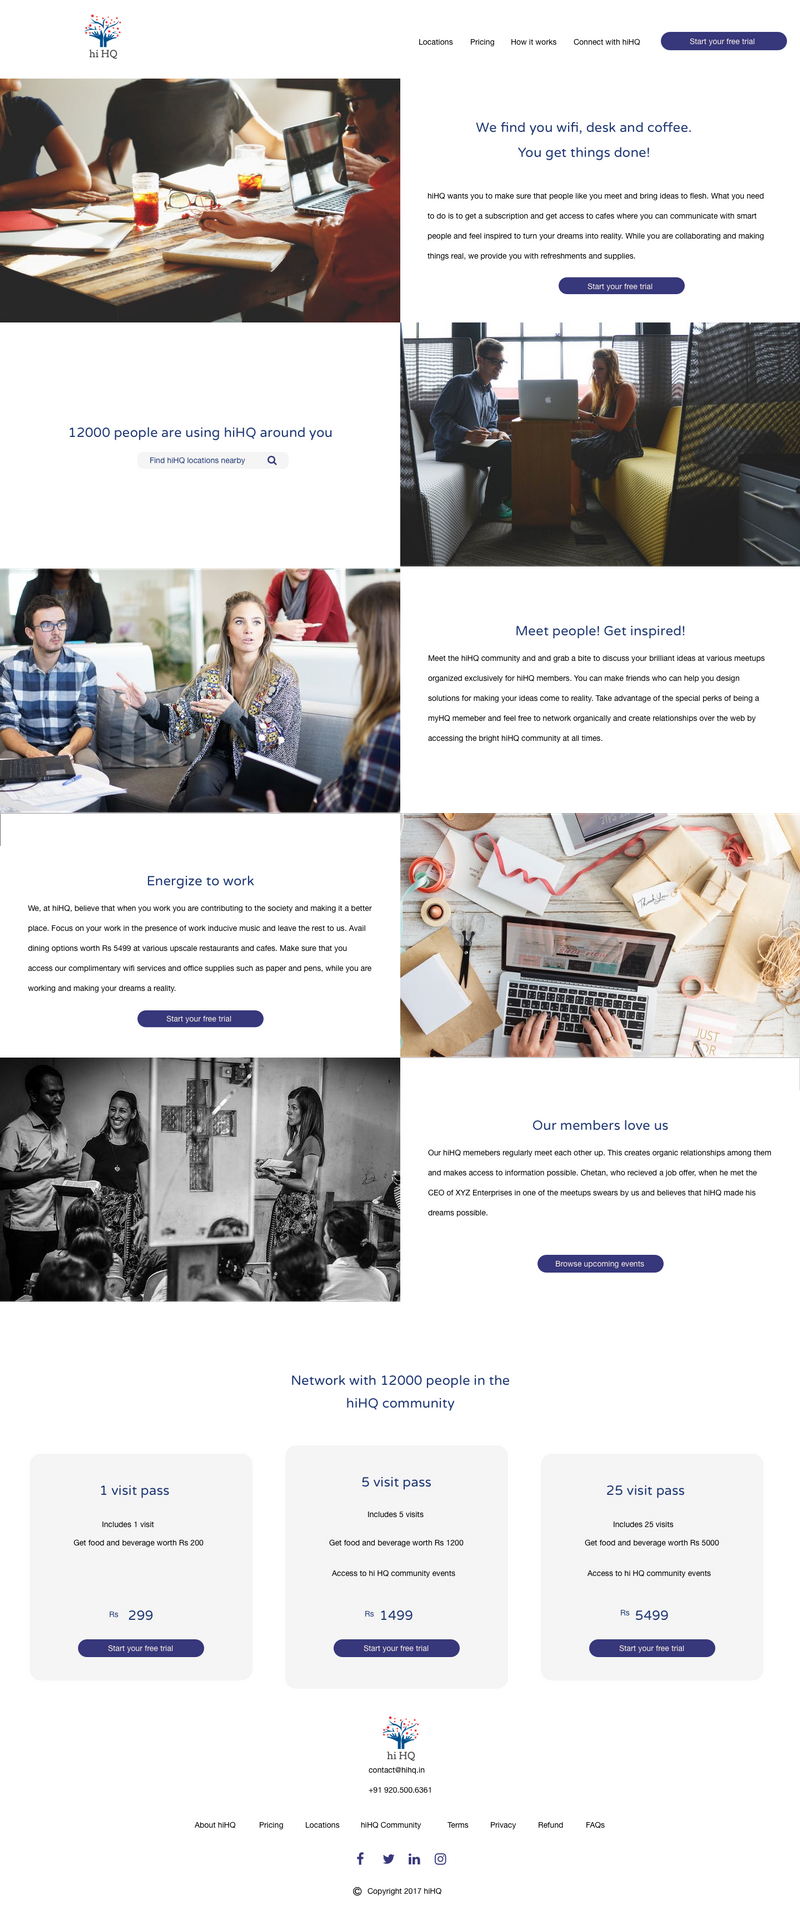 hi HQ
Locations Pricing How it works Connect with hiHQ Start your free trial
We find you wifi, desk and coffee.
You get things done!
hiHQ wants you to make sure that people like you meet and bring ideas to flesh. What you need
to do is to get a subscription and get access to cafes where you can communicate with smart
people and feel inspired to turn your dreams into reality. While you are collaborating and making
things real, we provide you with refreshments and supplies.
Start your free trial
12000 people are using hiHQ around you
Find hiHQ locations nearby
Meet people! Get inspired!
Meet the hiHQ community and and grab a bite to discuss your brilliant ideas at various meetups
organized exclusively for hiHQ members. You can make friends who can help you design
solutions for making your ideas come to reality. Take advantage of the special perks of being a
myHQ memeber and feel free to network organically and create relationships over the web by
accessing the bright hiHQ community at all times.
Energize to work
We, at hiHQ, believe that when you work you are contributing to the society and making it a better
place. Focus on your work in the presence of work inducive music and leave the rest to us. Avail
dining options worth Rs 5499 at various upscale restaurants and cafes. Make sure that you
access our complimentary wifi services and office supplies such as paper and pens, while you are
working and making your dreams a reality.
Start your free trial
JUST
Our members love us
Our hiHQ memebers regularly meet each other up. This creates organic relationships among them
and makes access to information possible. Chetan, who recieved a job offer, when he met the
CEO of XYZ Enterprises in one of the meetups swears by us and believes that hiHQ made his
dreams possible.
Browse upcoming events
Network with 12000 people in the
hiHQ community
1 visit pass
Includes 1 visit
Get food and beverage worth Rs 200
Rs 299
Start your free trial
5 visit pass
Includes 5 visits
Get food and beverage worth Rs 1200
Access to hi HQ community events
Rs 1499
Start your free trial
25 visit pass
Includes 25 visits
Get food and beverage worth Rs 5000
Access to hi HQ community events
Rs 5499
Start your free trial
hi HQ
contact@hihq.in
+91 920.500.6361
About hiHQ Pricing Locations hiHQ Community Terms Privacy Refund FAQs
© Copyright 2017 hiHQ